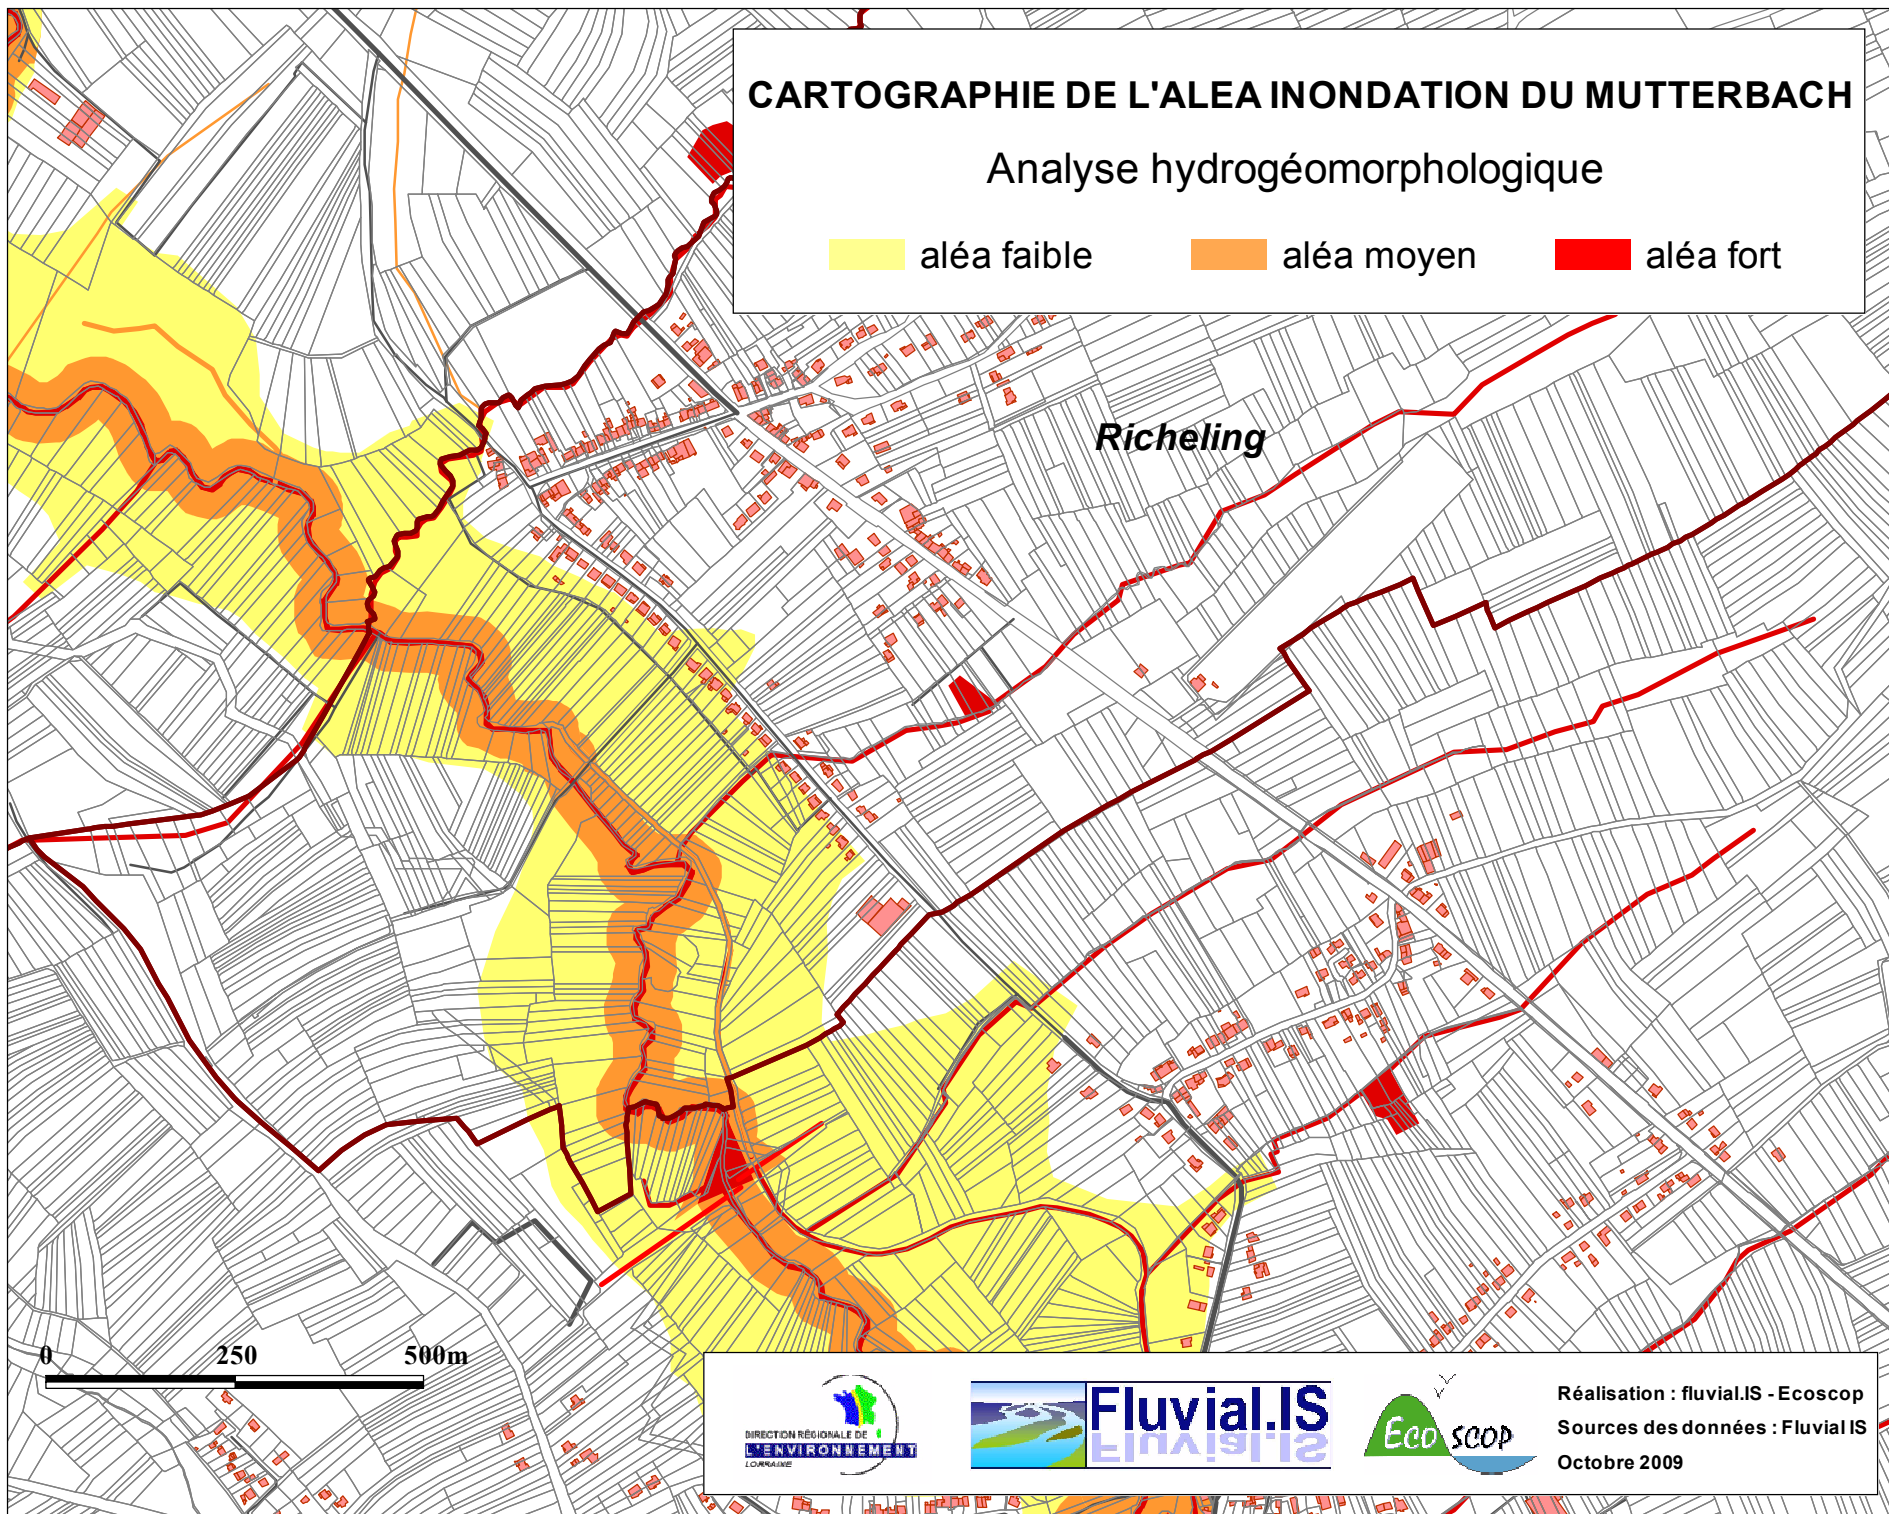 CARTOGRAPHIE DE L'ALEA INONDATION DU MUTTERBACH
Analyse hydrogéomorphologique
aléa faible aléa moyen aléa fort
Richeling
0 250 500m
DIRECTION RÉGIONALE DE
L'ENVIRONNEMENT
LORRAINE
Fluvial.IS
Eco SCOP
Réalisation : fluvial.IS - Ecoscop
Sources des données : Fluvial IS
Octobre 2009